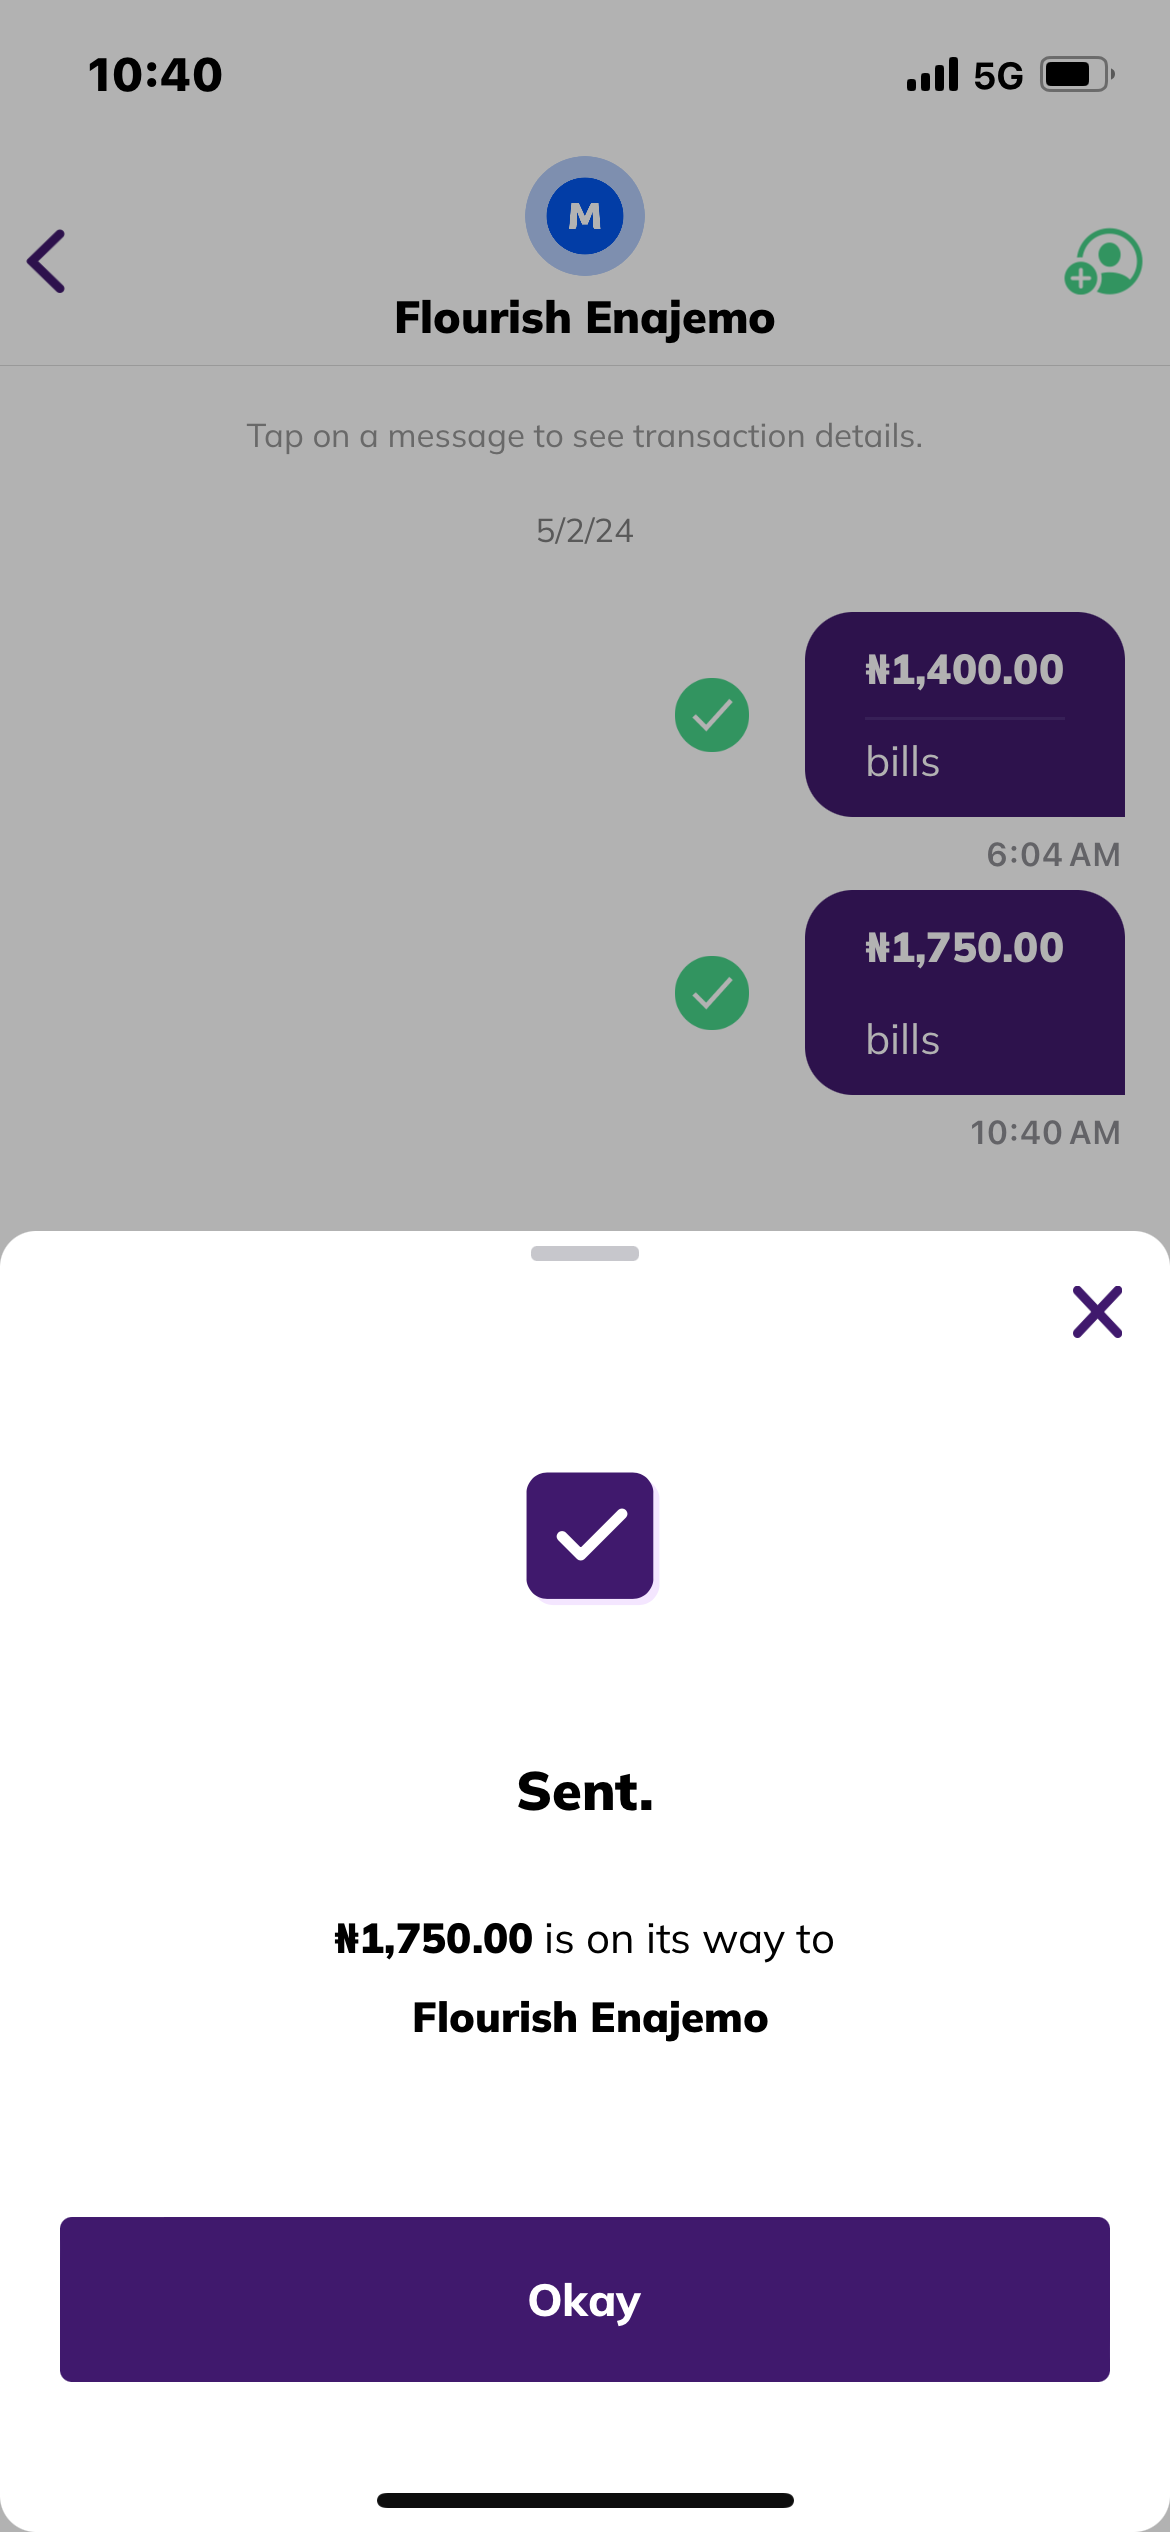 10:40
5G
M
Flourish Enajemo
Tap on a message to see transaction details.
5/2/24
₦1,400.00
bills
6:04 AM
₦1,750.00
bills
10:40 AM
Sent.
₦1,750.00 is on its way to
Flourish Enajemo
Okay